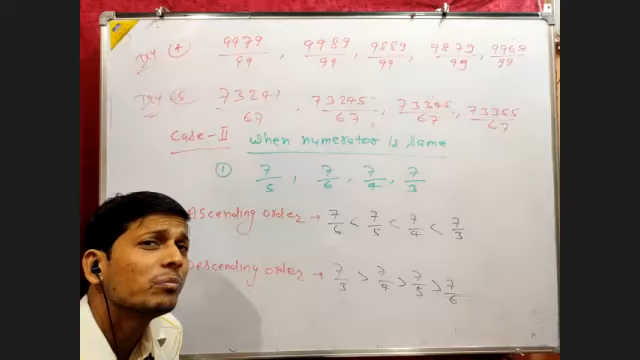 Try ④ 9979/99, 9989/99, 9889/99, 9879/99, 9969/99
Try ⑤ 73241/67, 73245/67, 73345/67, 73355/67
Case-II When numerator is same
① 7/5, 7/6, 7/4, 7/3
Ascending order → 7/6 < 7/5 < 7/4 < 7/3
Descending order → 7/3 > 7/4 > 7/5 > 7/6